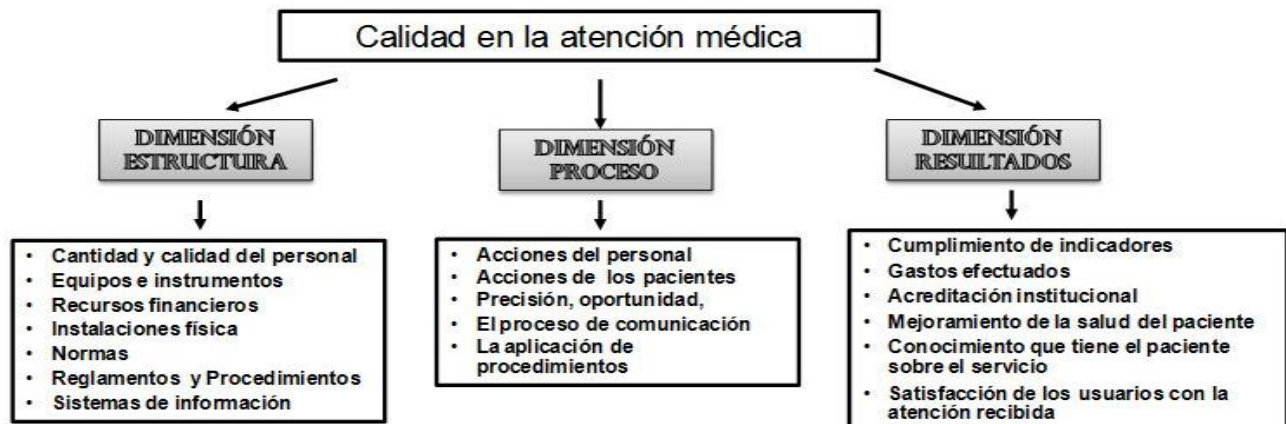 Calidad en la atención médica
DIMENSIÓN
ESTRUCTURA
• Cantidad y calidad del personal
• Equipos e instrumentos
• Recursos financieros
• Instalaciones física
• Normas
• Reglamentos y Procedimientos
• Sistemas de información
DIMENSIÓN
PROCESO
• Acciones del personal
• Acciones de los pacientes
• Precisión, oportunidad,
• El proceso de comunicación
• La aplicación de
procedimientos
DIMENSIÓN
RESULTADOS
• Cumplimiento de indicadores
• Gastos efectuados
• Acreditación institucional
• Mejoramiento de la salud del paciente
• Conocimiento que tiene el paciente
sobre el servicio
• Satisfacción de los usuarios con la
atención recibida